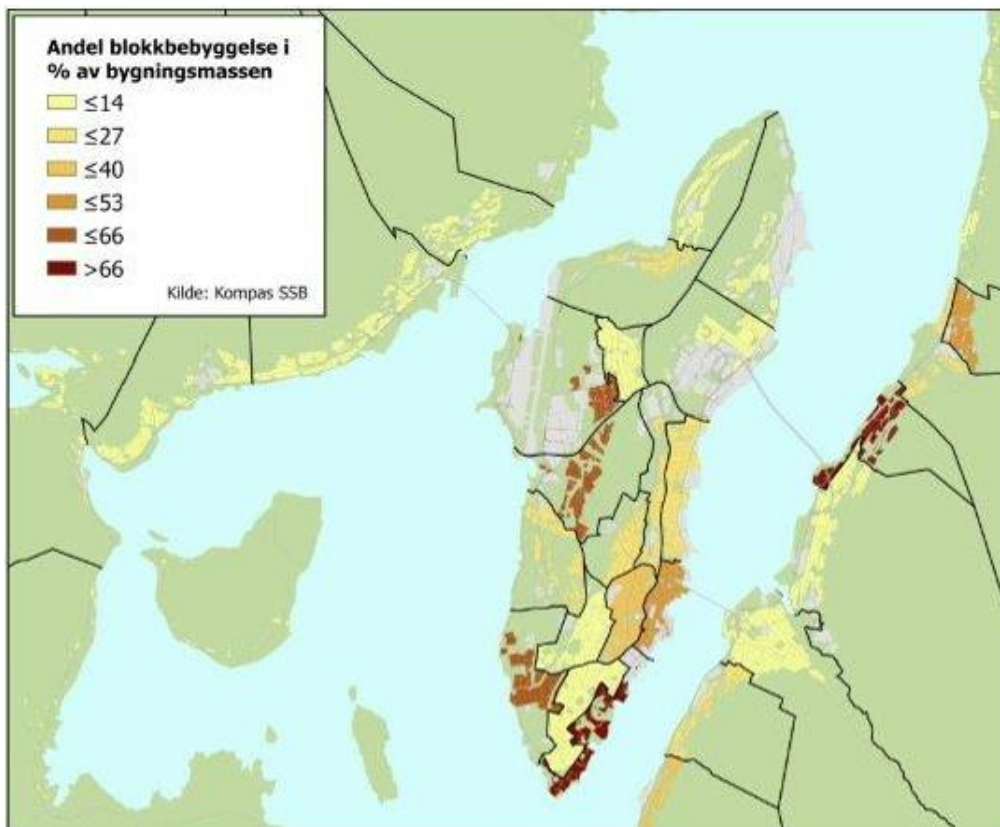 Andel blokkbebyggelse i
% av bygningsmassen
≤14
≤27
≤40
≤53
≤66
>66
Kilde: Kompas SSB